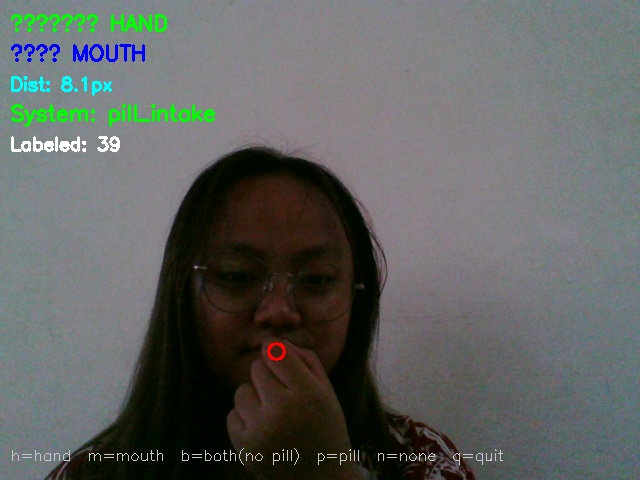 ??????? HAND
???? MOUTH
Dist: 8.1px
System: pill_intake
Labeled: 39
h=hand m=mouth b=both(no pill) p=pill n=none q=quit